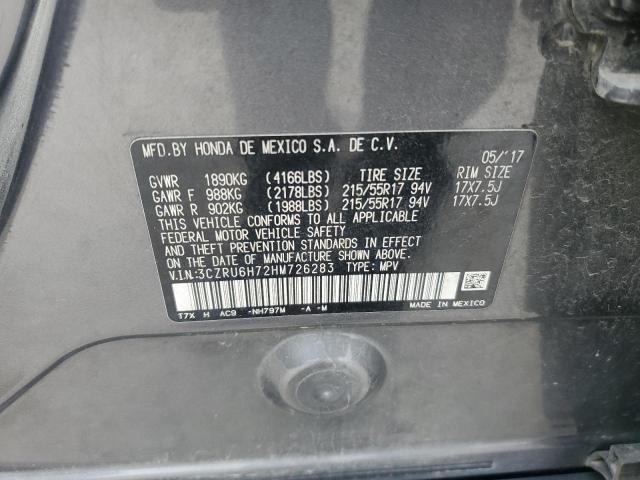 MFD.BY HONDA DE MEXICO S.A. DE C.V.
05/'17
GVWR 1890KG (4166LBS) TIRE SIZE RIM SIZE
GAWR F 988KG (2178LBS) 215/55R17 94V 17X7.5J
GAWR R 902KG (1988LBS) 215/55R17 94V 17X7.5J
THIS VEHICLE CONFORMS TO ALL APPLICABLE
FEDERAL MOTOR VEHICLE SAFETY
AND THEFT PREVENTION STANDARDS IN EFFECT
ON THE DATE OF MANUFACTURE SHOWN ABOVE.
V.I.N:3CZRU6H72HM726283 TYPE: MPV
T7X H AC9 -NH797M -A -M MADE IN MEXICO